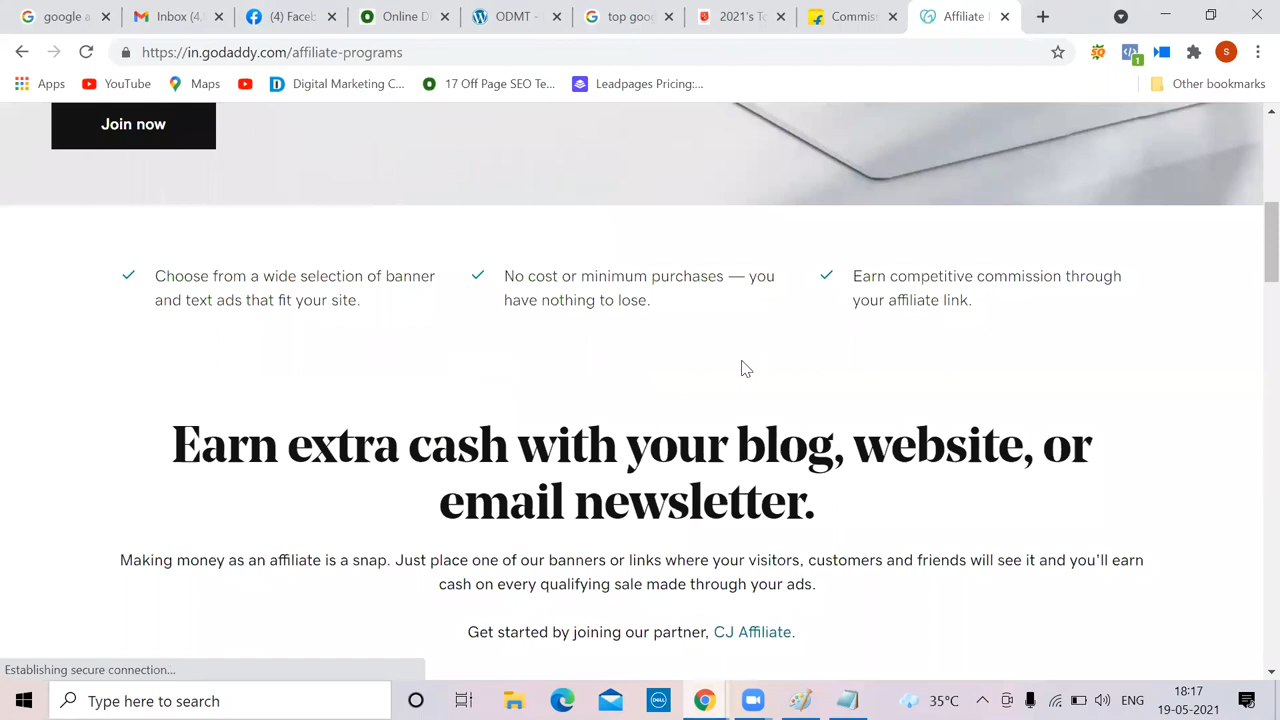 google a
Inbox (4,
(4) Faceb
Online D
ODMT -
top goo
2021's To
Commiss
Affiliate
https://in.godaddy.com/affiliate-programs
1
S
Apps
YouTube
Maps
Digital Marketing C...
17 Off Page SEO Te...
Leadpages Pricing:...
Other bookmarks
Join now
Choose from a wide selection of banner
and text ads that fit your site.
No cost or minimum purchases — you
have nothing to lose.
Earn competitive commission through
your affiliate link.
Earn extra cash with your blog, website, or
email newsletter.
Making money as an affiliate is a snap. Just place one of our banners or links where your visitors, customers and friends will see it and you'll earn
cash on every qualifying sale made through your ads.
Get started by joining our partner, CJ Affiliate.
Establishing secure connection...
Type here to search
DELL
35°C
ENG
18:17
19-05-2021